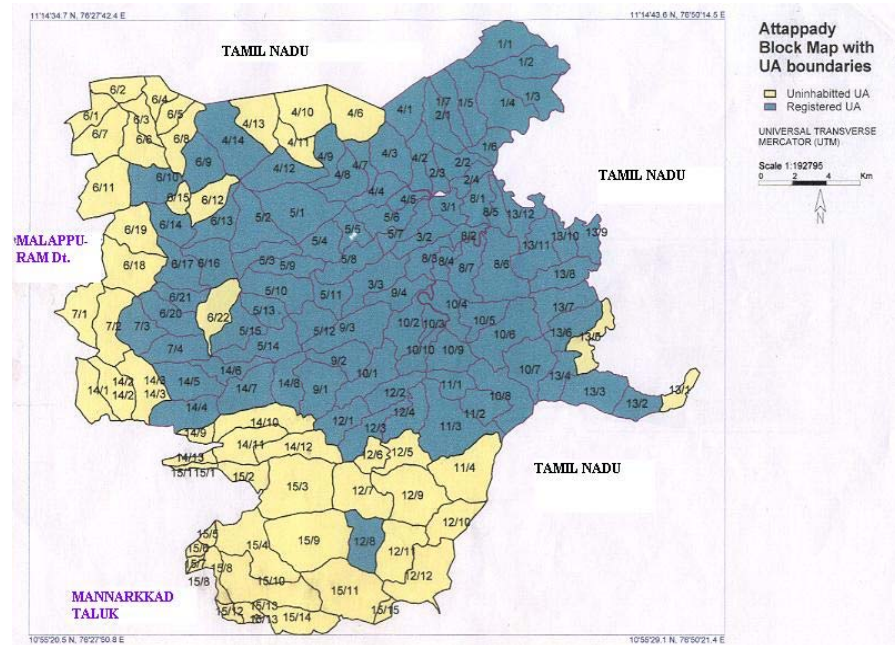 11°14'34.7 N, 76°27'42.4 E
11°14'43.6 N, 76°50'14.5 E
Attappady
Block Map with
UA boundaries
Uninhabitted UA
Registered UA
UNIVERSAL TRANSVERSE
MERCATOR (UTM)
Scale 1:192795
0 2 4 Km
N
TAMIL NADU
TAMIL NADU
MALAPPU-
RAM Dt.
TAMIL NADU
MANNARKKAD
TALUK
1/1
1/2
6/2 6/4 4/10 1/7 1/5 1/4 1/3
6/1 6/3 6/5 4/13 4/6 4/1 2/1
6/7 6/6 6/8 4/14 4/11 1/6
6/9 4/12 4/9 4/7 4/3 4/2 2/2
6/11 6/10 4/8 2/3 2/4
6/15 6/12 4/4 4/5 8/1
6/19 6/14 6/13 5/2 5/1 5/6 5/6 3/1 8/5 13/12
5/4 5/7 3/2 8/2 13/11 13/10 13/9
6/18 6/17 6/16 5/3 5/9 5/8 8/3 8/4 8/7 8/6 13/8
6/21 5/10 5/11 3/3 9/4
7/1 7/2 7/3 6/20 6/22 5/13 10/4 13/7
5/15 5/12 9/3 10/2 10/3 10/5 10/6 13/6 13/5
7/4 5/14 9/2 10/10 10/9
14/1 14/2 14/3 14/5 14/6 14/8 10/1 10/7 13/4 13/1
14/2 14/3 14/7 9/1 12/2 11/1 10/8 13/3
14/4 12/4 11/2 13/2
14/9 14/10 12/1 12/3 11/3
14/11 14/12 12/6 12/5
14/13 11/4
15/1 15/1 15/2 15/3 12/7 12/9
12/10
15/5 15/4 15/9 12/8 12/11
15/6
15/7 15/8 12/12
15/8 15/10 15/11
15/12 15/13 15/15
15/13 15/14
10°55'20.5 N, 76°27'50.8 E
10°55'29.1 N, 76°50'21.4 E